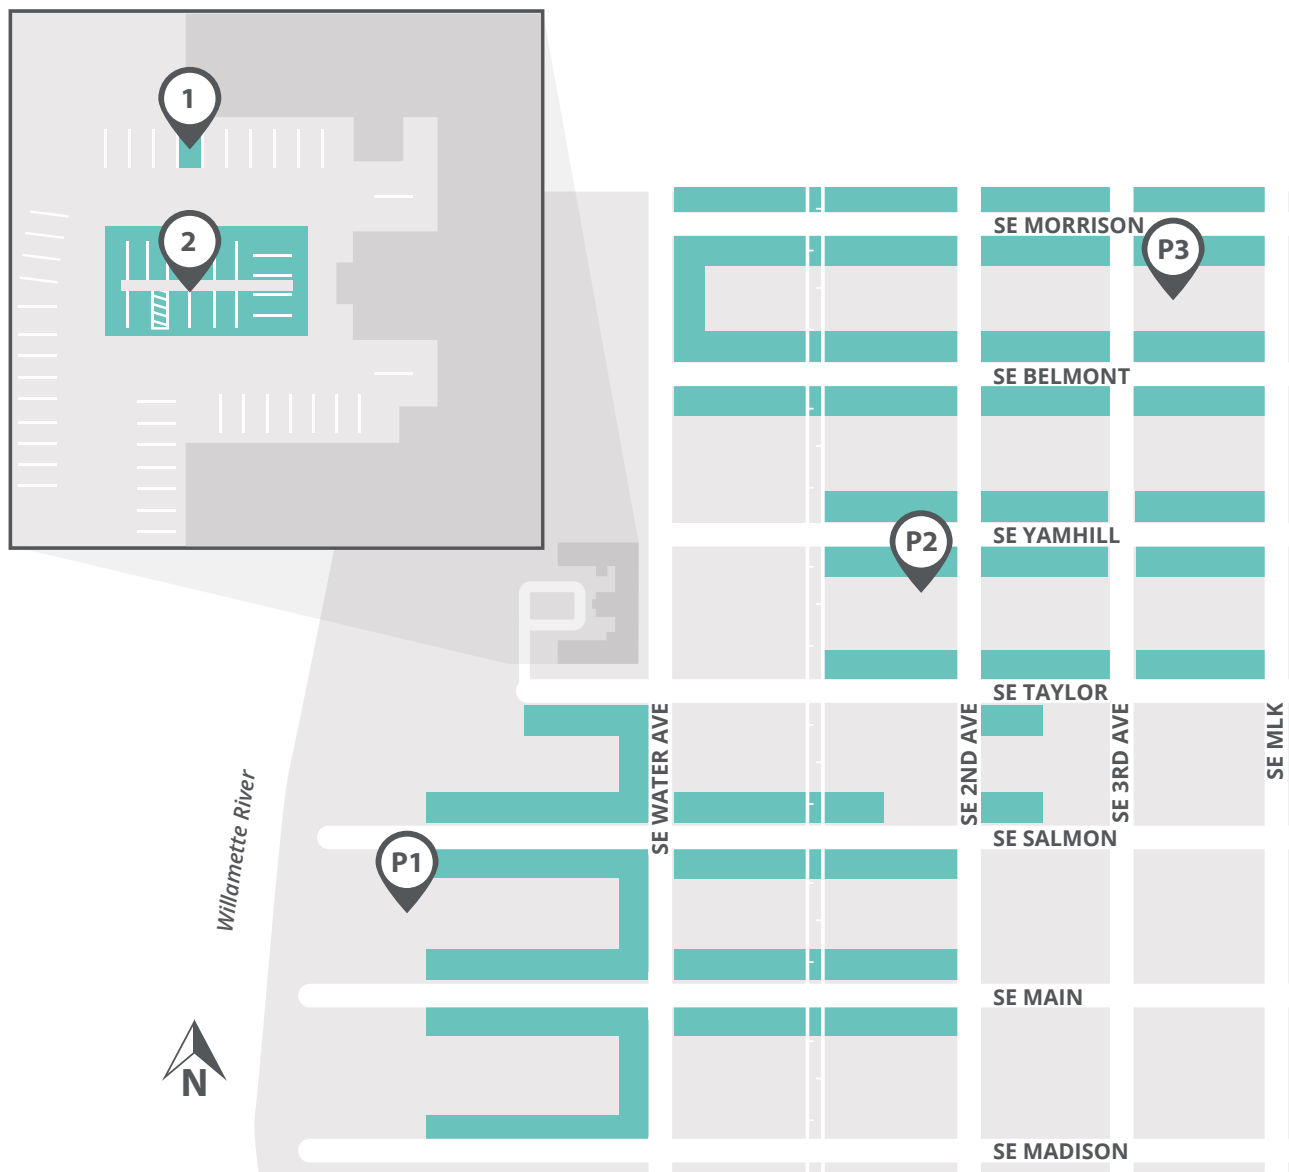 1
2
SE MORRISON
P3
SE BELMONT
P2
SE YAMHILL
SE TAYLOR
SE WATER AVE
SE 2ND AVE
SE 3RD AVE
SE MLK
Willamette River
P1
SE SALMON
SE MAIN
N
SE MADISON